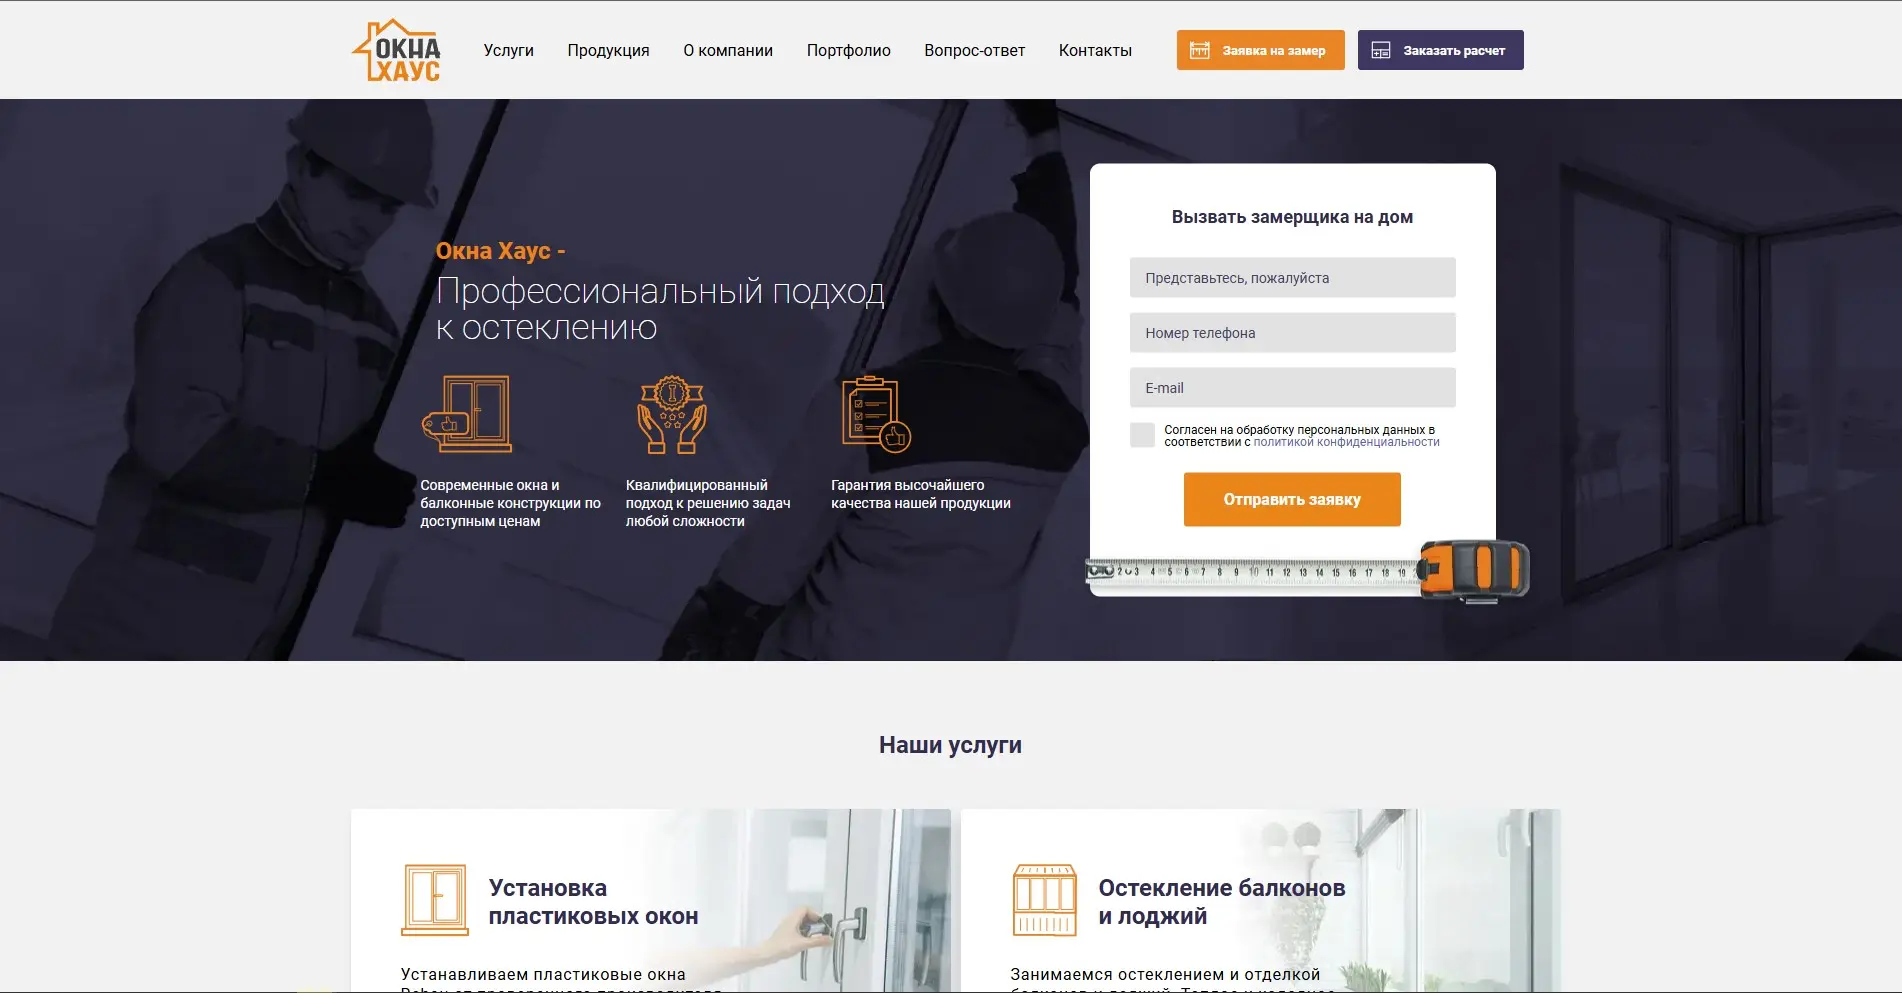 ОКНА
ХАУС
Услуги
Продукция
О компании
Портфолио
Вопрос-ответ
Контакты
Заявка на замер
Заказать расчет
Окна Хаус -
Профессиональный подход
к остеклению
Современные окна и
балконные конструкции по
доступным ценам
Квалифицированный
подход к решению задач
любой сложности
Гарантия высочайшего
качества нашей продукции
Вызвать замерщика на дом
Представьтесь, пожалуйста
Номер телефона
E-mail
Согласен на обработку персональных данных в
соответствии с политикой конфиденциальности
Отправить заявку
2 3 4 5 6 7 8 9 10 11 12 13 14 15 16 17 18 19
Наши услуги
Установка
пластиковых окон
Устанавливаем пластиковые окна
Остекление балконов
и лоджий
Занимаемся остеклением и отделкой